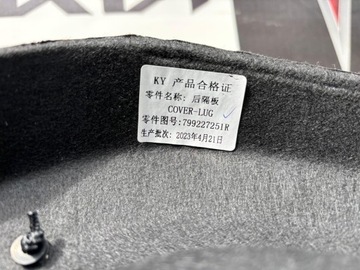 KY 产品合格证
零件名称: 后隔板
COVER-LUG
零件图号: 799227251R
生产批次: 2023年4月21日